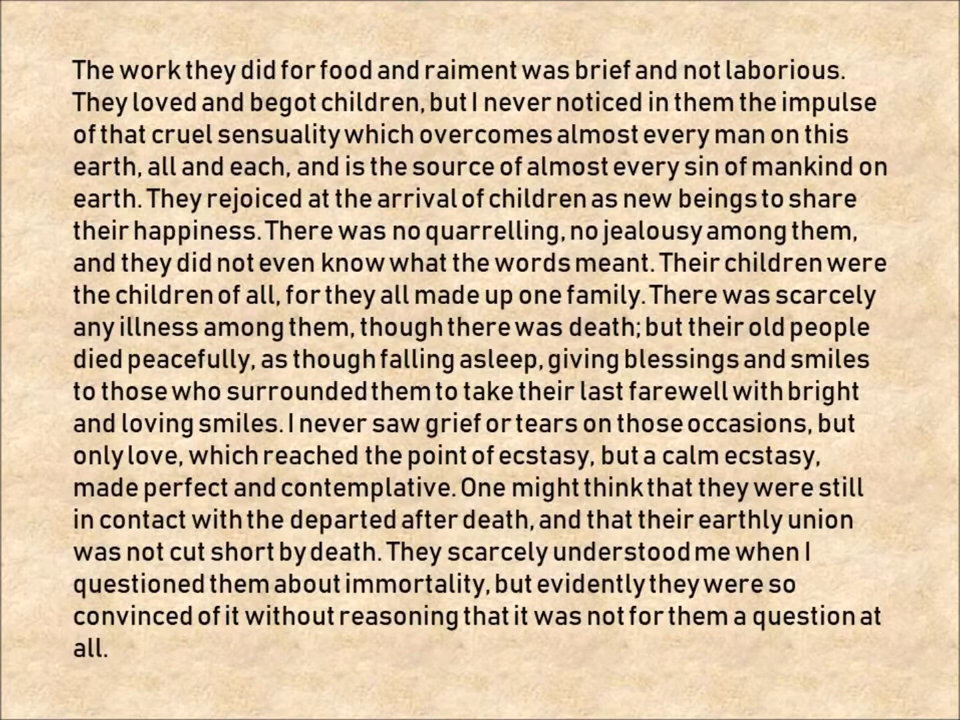 The work they did for food and raiment was brief and not laborious.
They loved and begot children, but I never noticed in them the impulse
of that cruel sensuality which overcomes almost every man on this
earth, all and each, and is the source of almost every sin of mankind on
earth. They rejoiced at the arrival of children as new beings to share
their happiness. There was no quarrelling, no jealousy among them,
and they did not even know what the words meant. Their children were
the children of all, for they all made up one family. There was scarcely
any illness among them, though there was death; but their old people
died peacefully, as though falling asleep, giving blessings and smiles
to those who surrounded them to take their last farewell with bright
and loving smiles. I never saw grief or tears on those occasions, but
only love, which reached the point of ecstasy, but a calm ecstasy,
made perfect and contemplative. One might think that they were still
in contact with the departed after death, and that their earthly union
was not cut short by death. They scarcely understood me when I
questioned them about immortality, but evidently they were so
convinced of it without reasoning that it was not for them a question at
all.